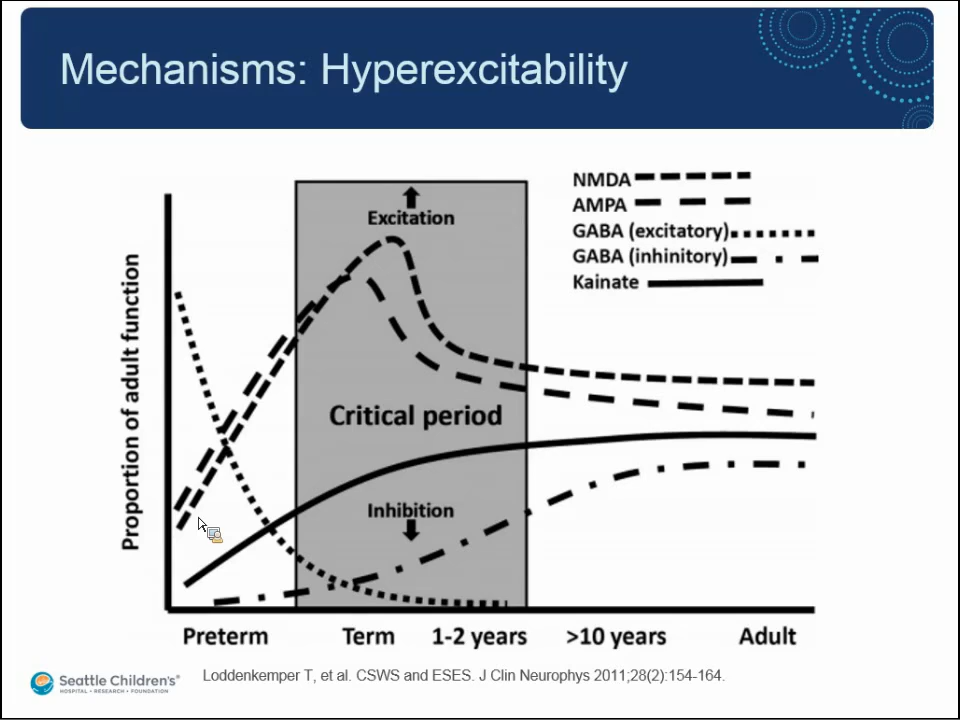 Mechanisms: Hyperexcitability
NMDA
AMPA
GABA (excitatory)
GABA (inhinitory)
Kainate
Excitation
Proportion of adult function
Critical period
Inhibition
Preterm Term 1-2 years >10 years Adult
Seattle Children's®
HOSPITAL • RESEARCH • FOUNDATION
Loddenkemper T, et al. CSWS and ESES. J Clin Neurophys 2011;28(2):154-164.